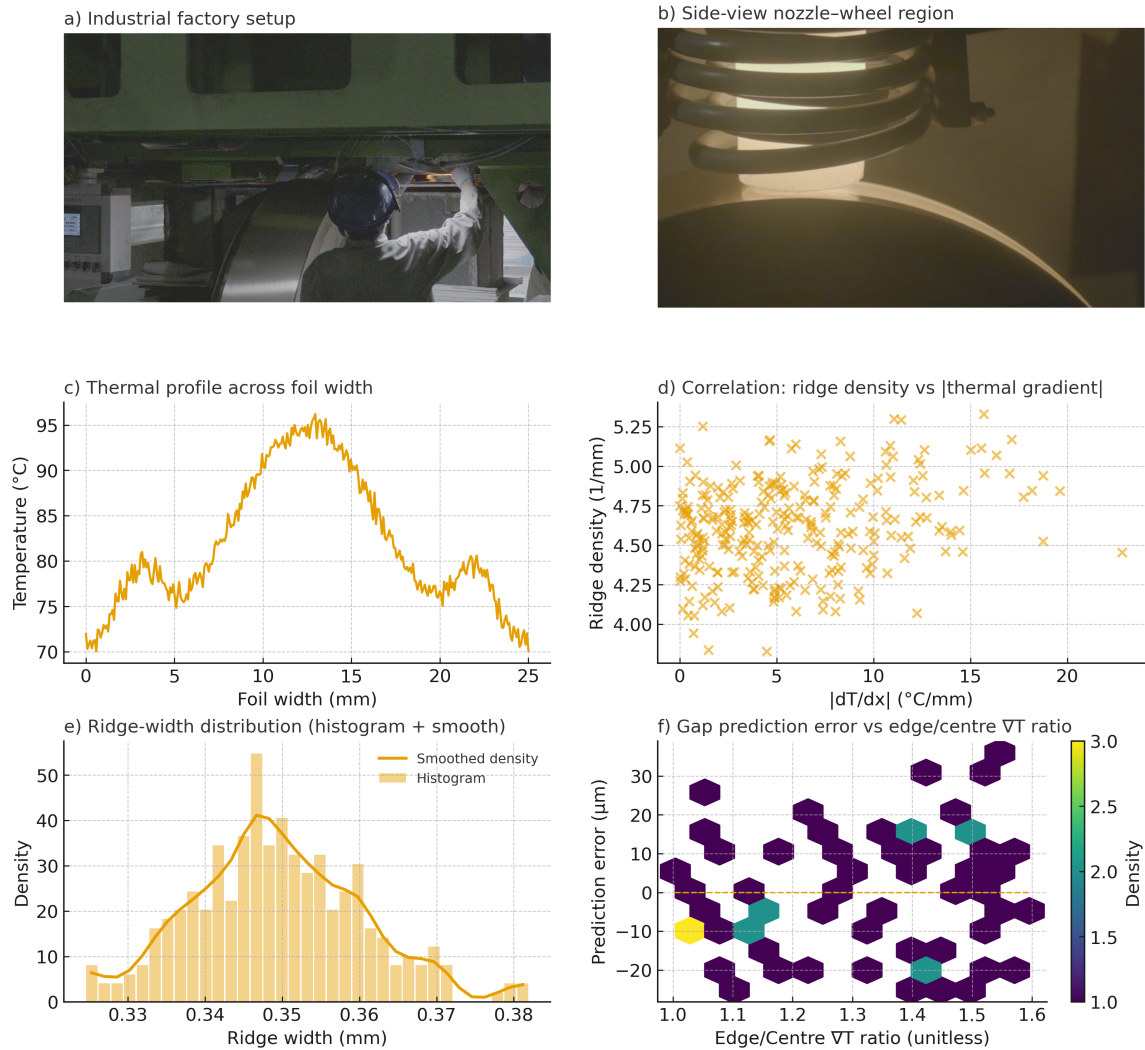 a) Industrial factory setup
b) Side-view nozzle–wheel region
c) Thermal profile across foil width
95
90
85
80
75
70
Temperature (°C)
0 5 10 15 20 25
Foil width (mm)
d) Correlation: ridge density vs |thermal gradient|
5.25
5.00
4.75
4.50
4.25
4.00
Ridge density (1/mm)
0 5 10 15 20
|dT/dx| (°C/mm)
e) Ridge-width distribution (histogram + smooth)
Smoothed density
Histogram
50
40
30
20
10
0
Density
0.33 0.34 0.35 0.36 0.37 0.38
Ridge width (mm)
f) Gap prediction error vs edge/centre ∇T ratio
30
20
10
0
−10
−20
Prediction error (μm)
1.0 1.1 1.2 1.3 1.4 1.5 1.6
Edge/Centre ∇T ratio (unitless)
3.0
2.5
2.0
1.5
1.0
Density